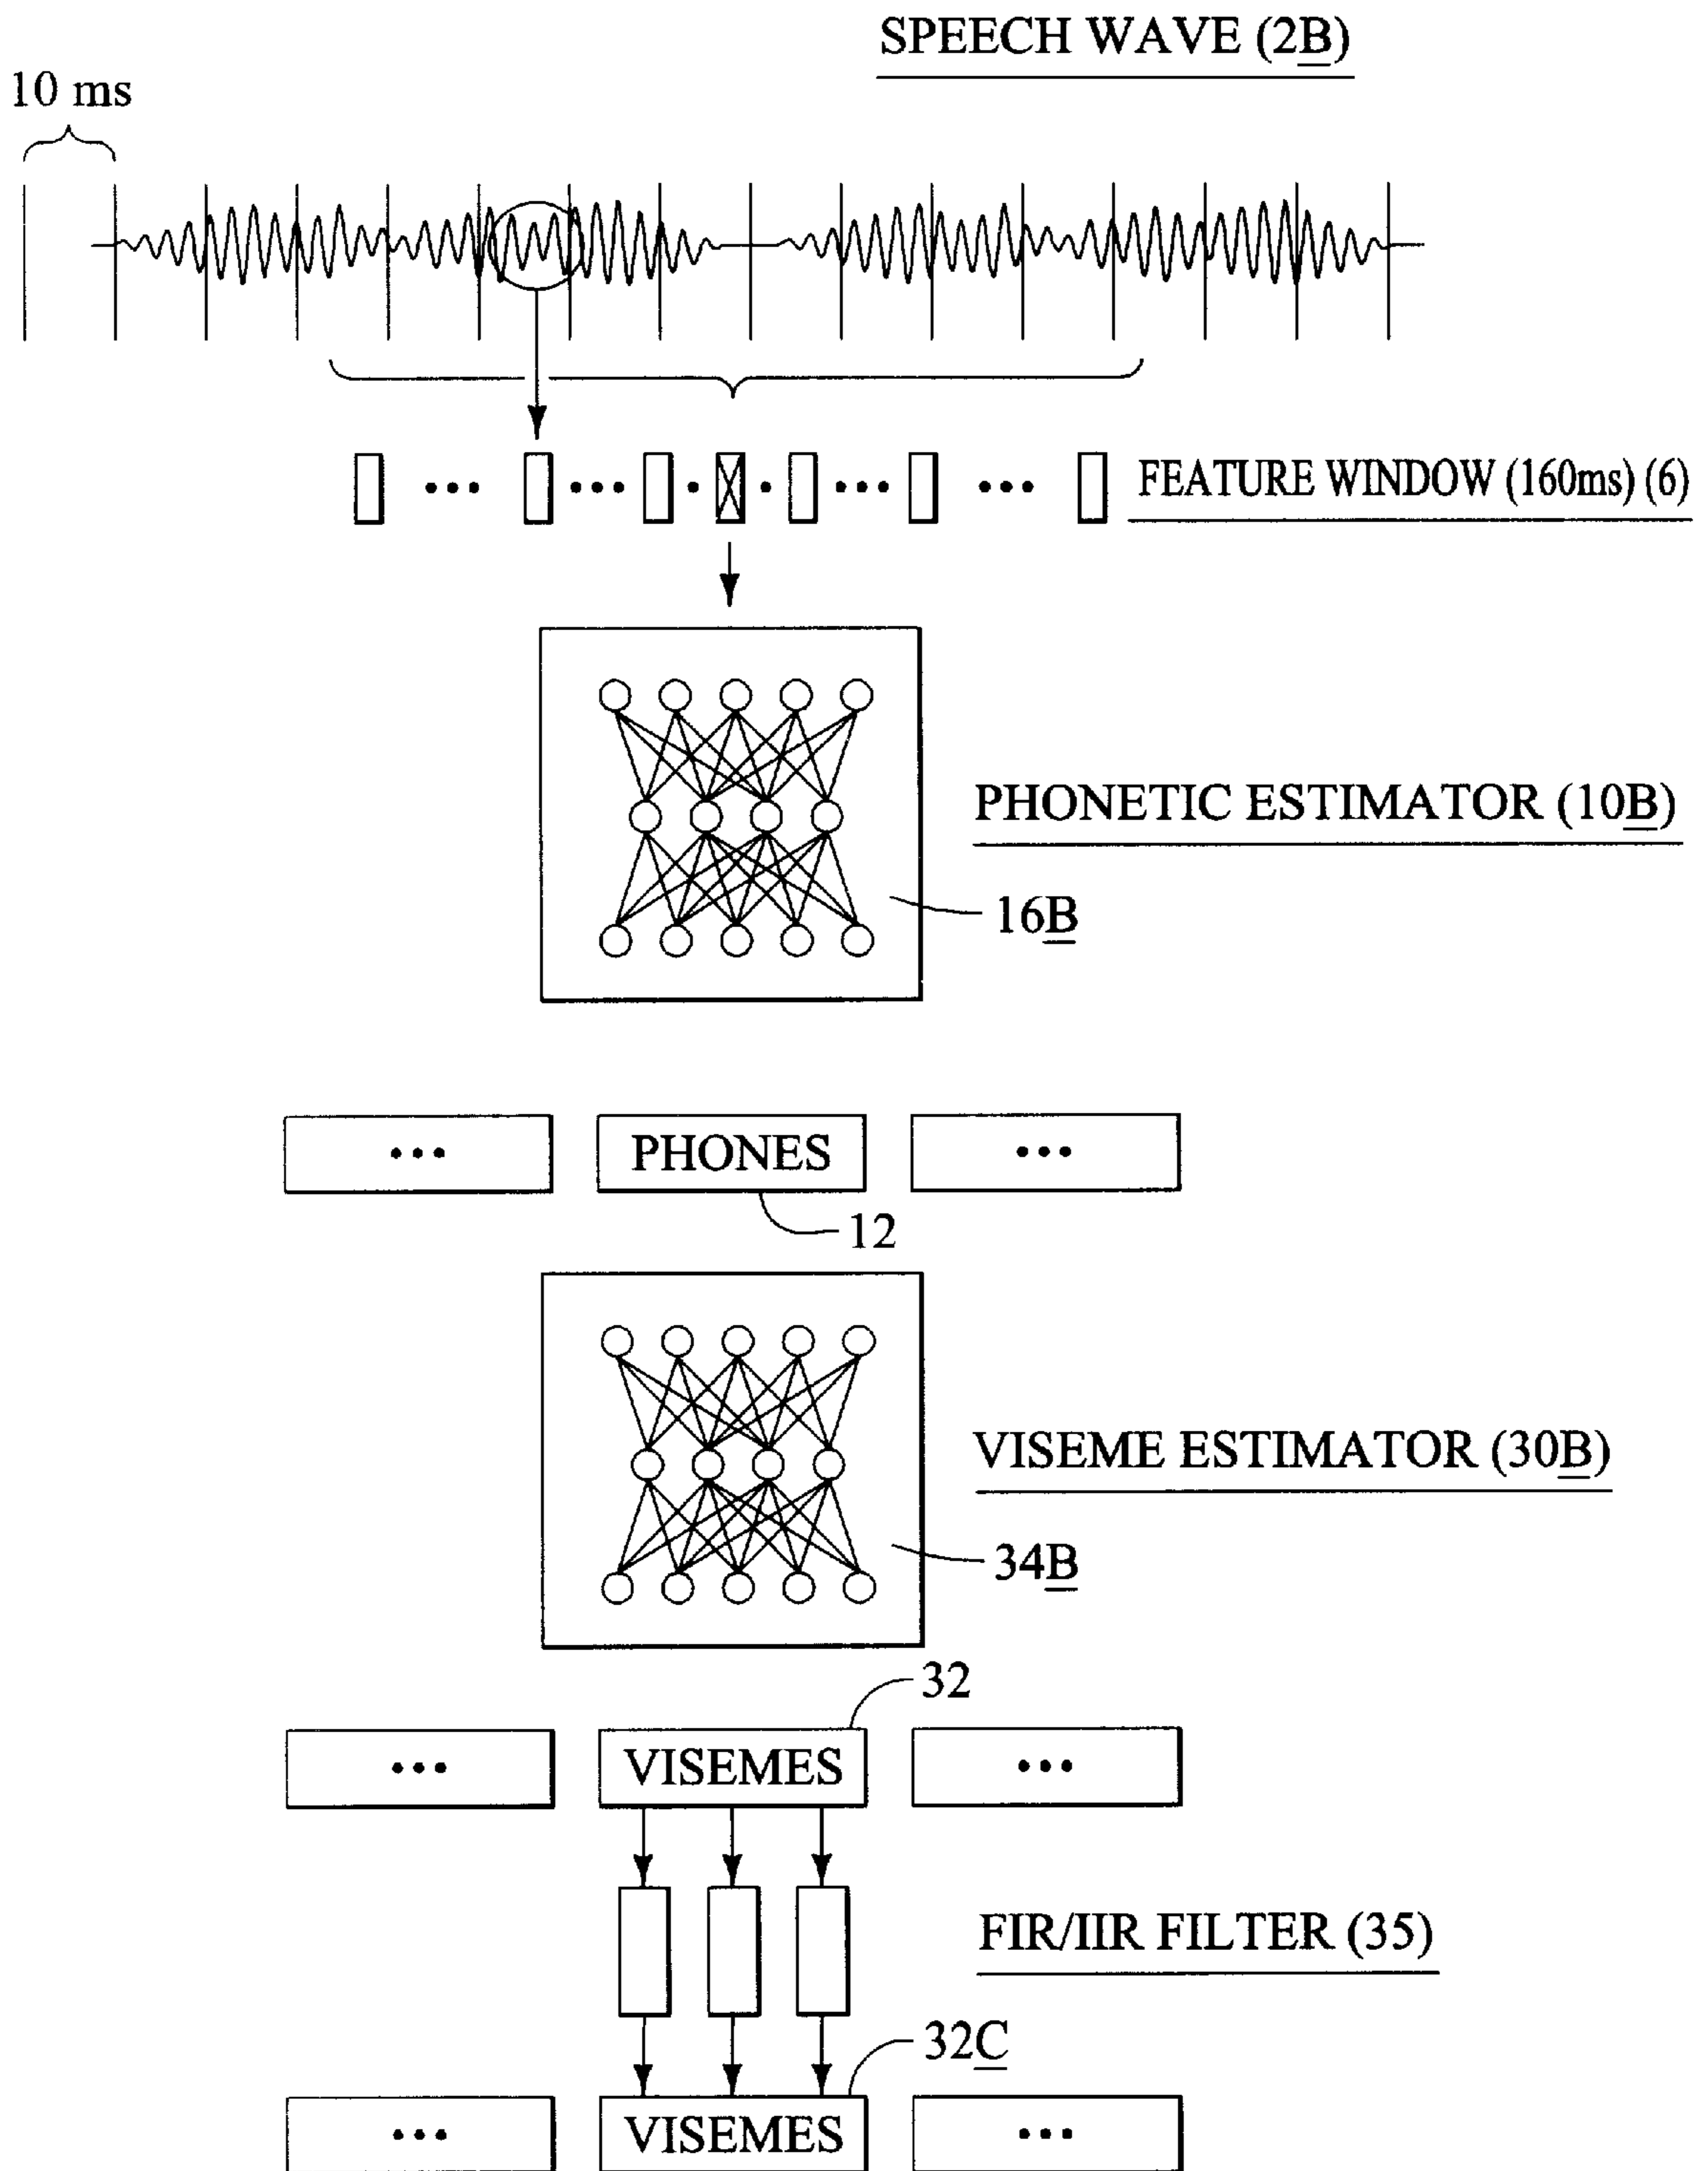 SPEECH WAVE (2B)
10 ms
FEATURE WINDOW (160ms) (6)
PHONETIC ESTIMATOR (10B)
16B
... PHONES ...
12
VISEME ESTIMATOR (30B)
34B
32
... VISEMES ...
FIR/IIR FILTER (35)
32C
... VISEMES ...